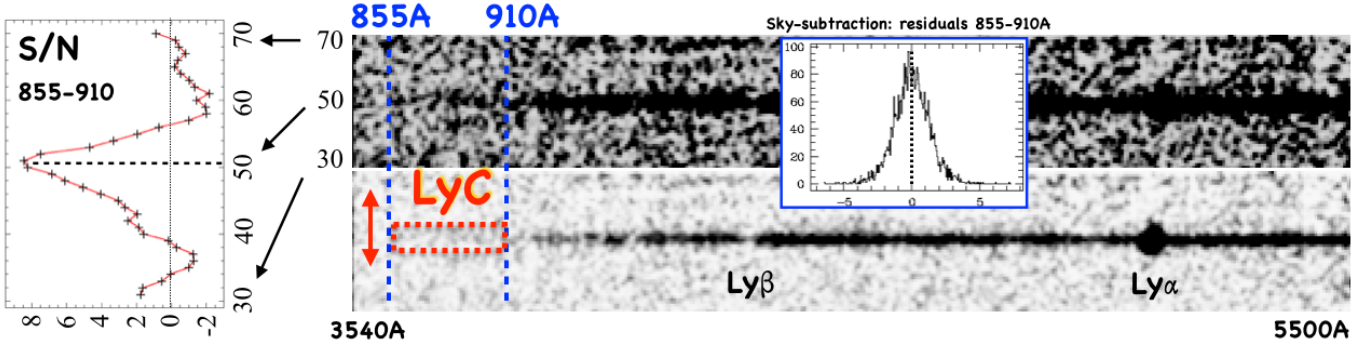 855A 910A
Sky-subtraction: residuals 855-910A
S/N
855-910
70
60
50
40
30
8 6 4 2 0 -2
70
50
30
100
80
60
40
20
0
-5 0 5
LyC
Lyβ
Lyα
3540A
5500A